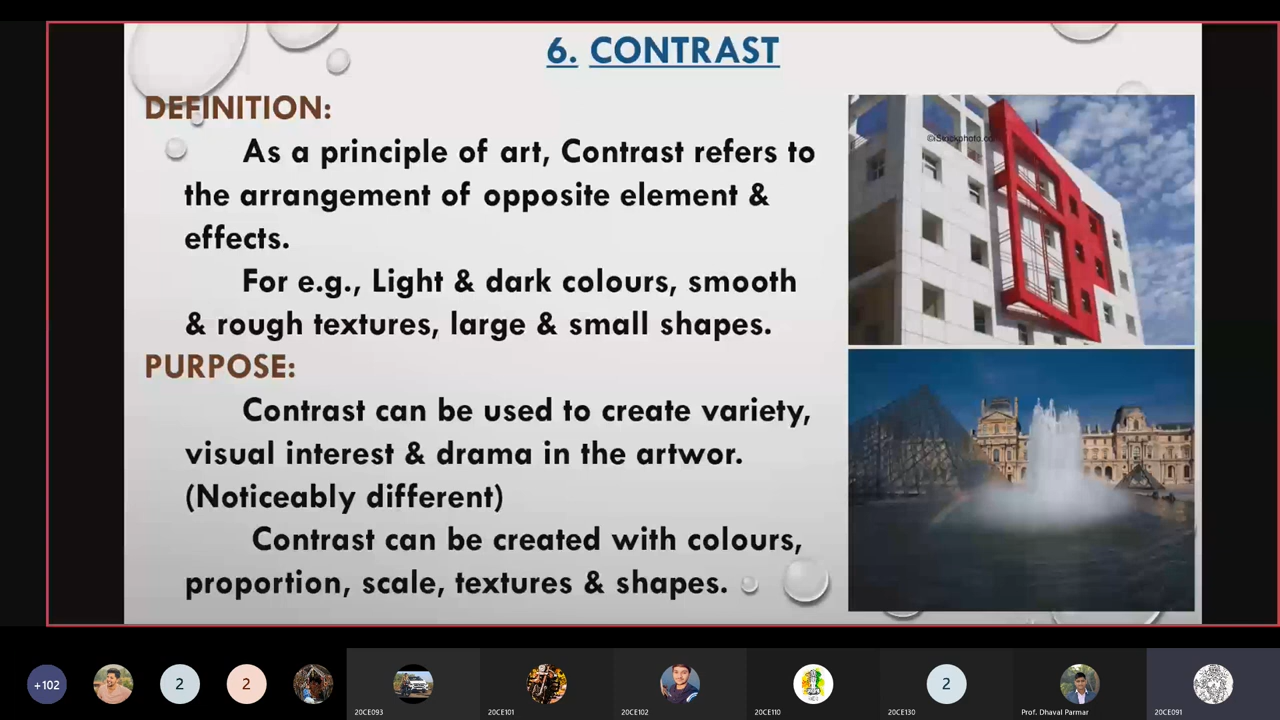 6. CONTRAST
DEFINITION:
As a principle of art, Contrast refers to
the arrangement of opposite element &
effects.
For e.g., Light & dark colours, smooth
& rough textures, large & small shapes.
PURPOSE:
Contrast can be used to create variety,
visual interest & drama in the artwor.
(Noticeably different)
Contrast can be created with colours,
proportion, scale, textures & shapes.
©iStockphoto.co
+102
2
2
2
20CE093
20CE101
20CE102
20CE110
20CE130
Prof. Dhaval Parmar
20CE091